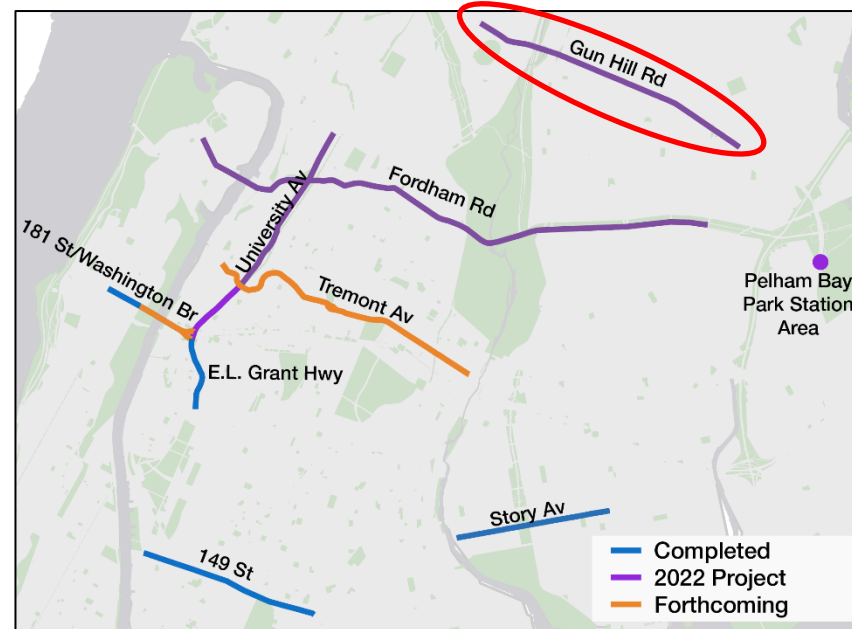 Gun Hill Rd
Fordham Rd
University Av
181 St/Washington Br
Tremont Av
Pelham Bay
Park Station
Area
E.L. Grant Hwy
Story Av
149 St
Completed
2022 Project
Forthcoming